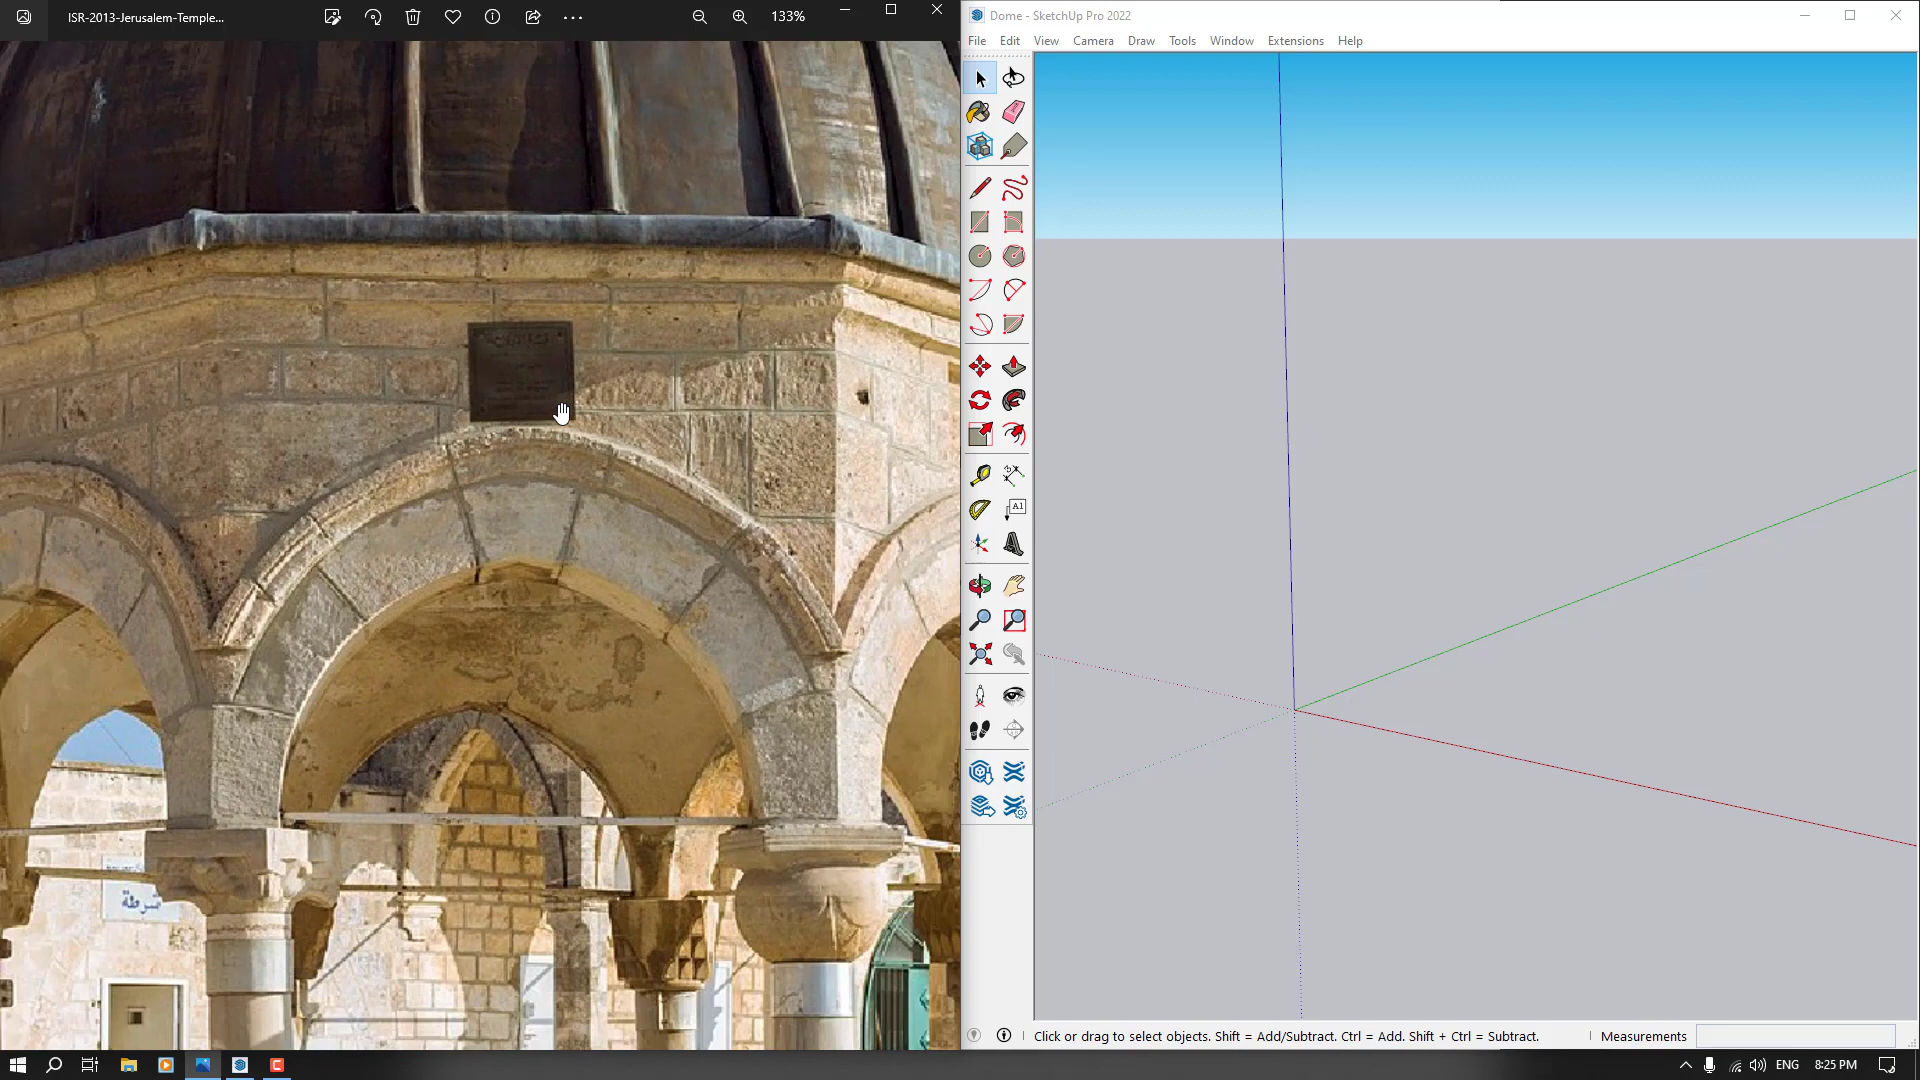 ISR-2013-Jerusalem-Temple...
133%
Dome - SketchUp Pro 2022
File Edit View Camera Draw Tools Window Extensions Help
A1
شرطة
Click or drag to select objects. Shift = Add/Subtract. Ctrl = Add. Shift + Ctrl = Subtract.
Measurements
ENG
8:25 PM